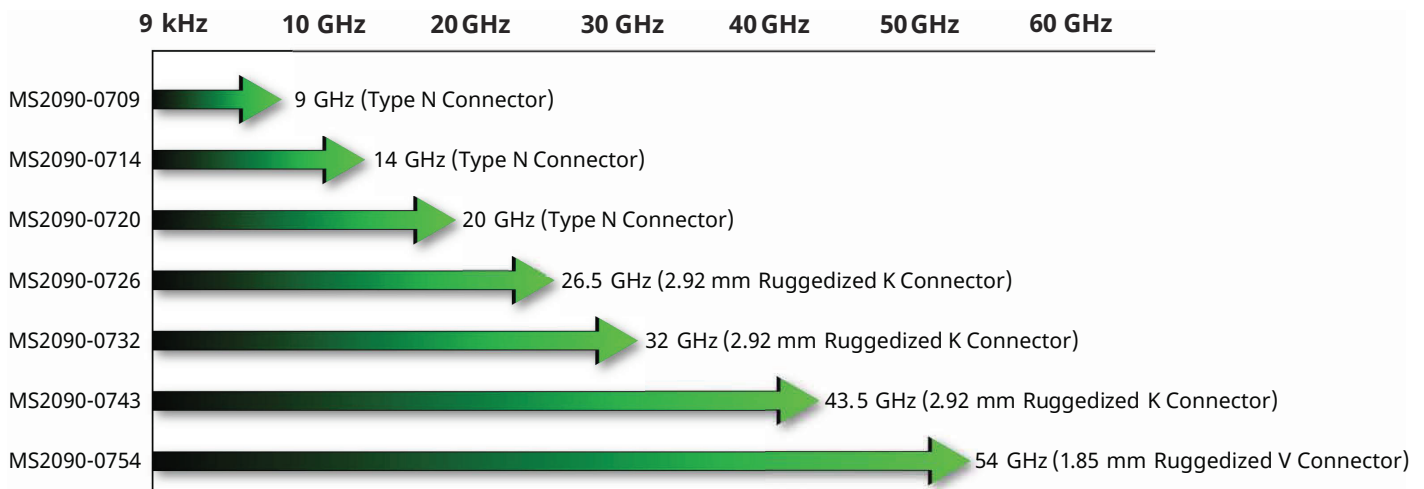 9 kHz 10 GHz 20 GHz 30 GHz 40 GHz 50 GHz 60 GHz
MS2090-0709 9 GHz (Type N Connector)
MS2090-0714 14 GHz (Type N Connector)
MS2090-0720 20 GHz (Type N Connector)
MS2090-0726 26.5 GHz (2.92 mm Ruggedized K Connector)
MS2090-0732 32 GHz (2.92 mm Ruggedized K Connector)
MS2090-0743 43.5 GHz (2.92 mm Ruggedized K Connector)
MS2090-0754 54 GHz (1.85 mm Ruggedized V Connector)